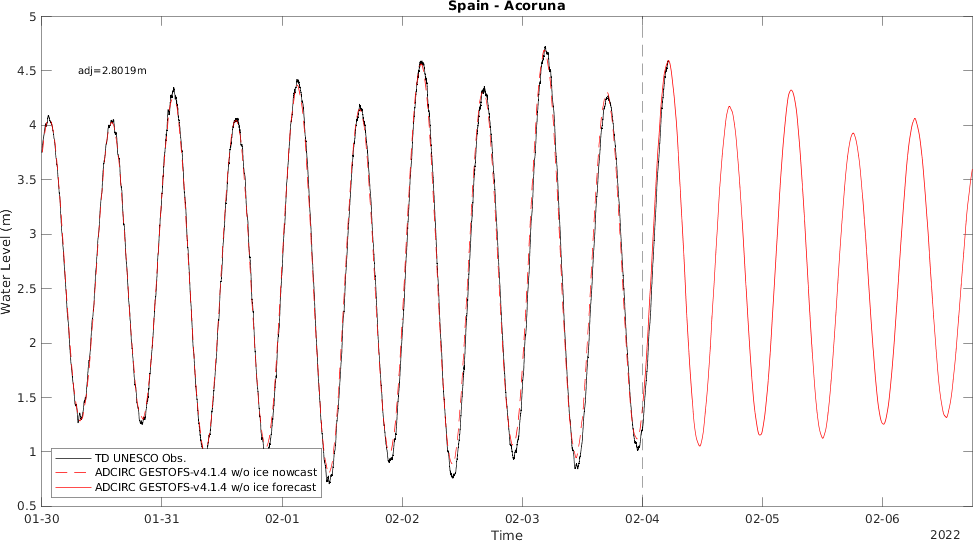 Spain - Acoruna
5
4.5
4
3.5
3
2.5
2
1.5
1
0.5
Water Level (m)
adj=2.8019m
TD UNESCO Obs.
ADCIRC GESTOFS-v4.1.4 w/o ice nowcast
ADCIRC GESTOFS-v4.1.4 w/o ice forecast
01-30 01-31 02-01 02-02 02-03 02-04 02-05 02-06
Time
2022